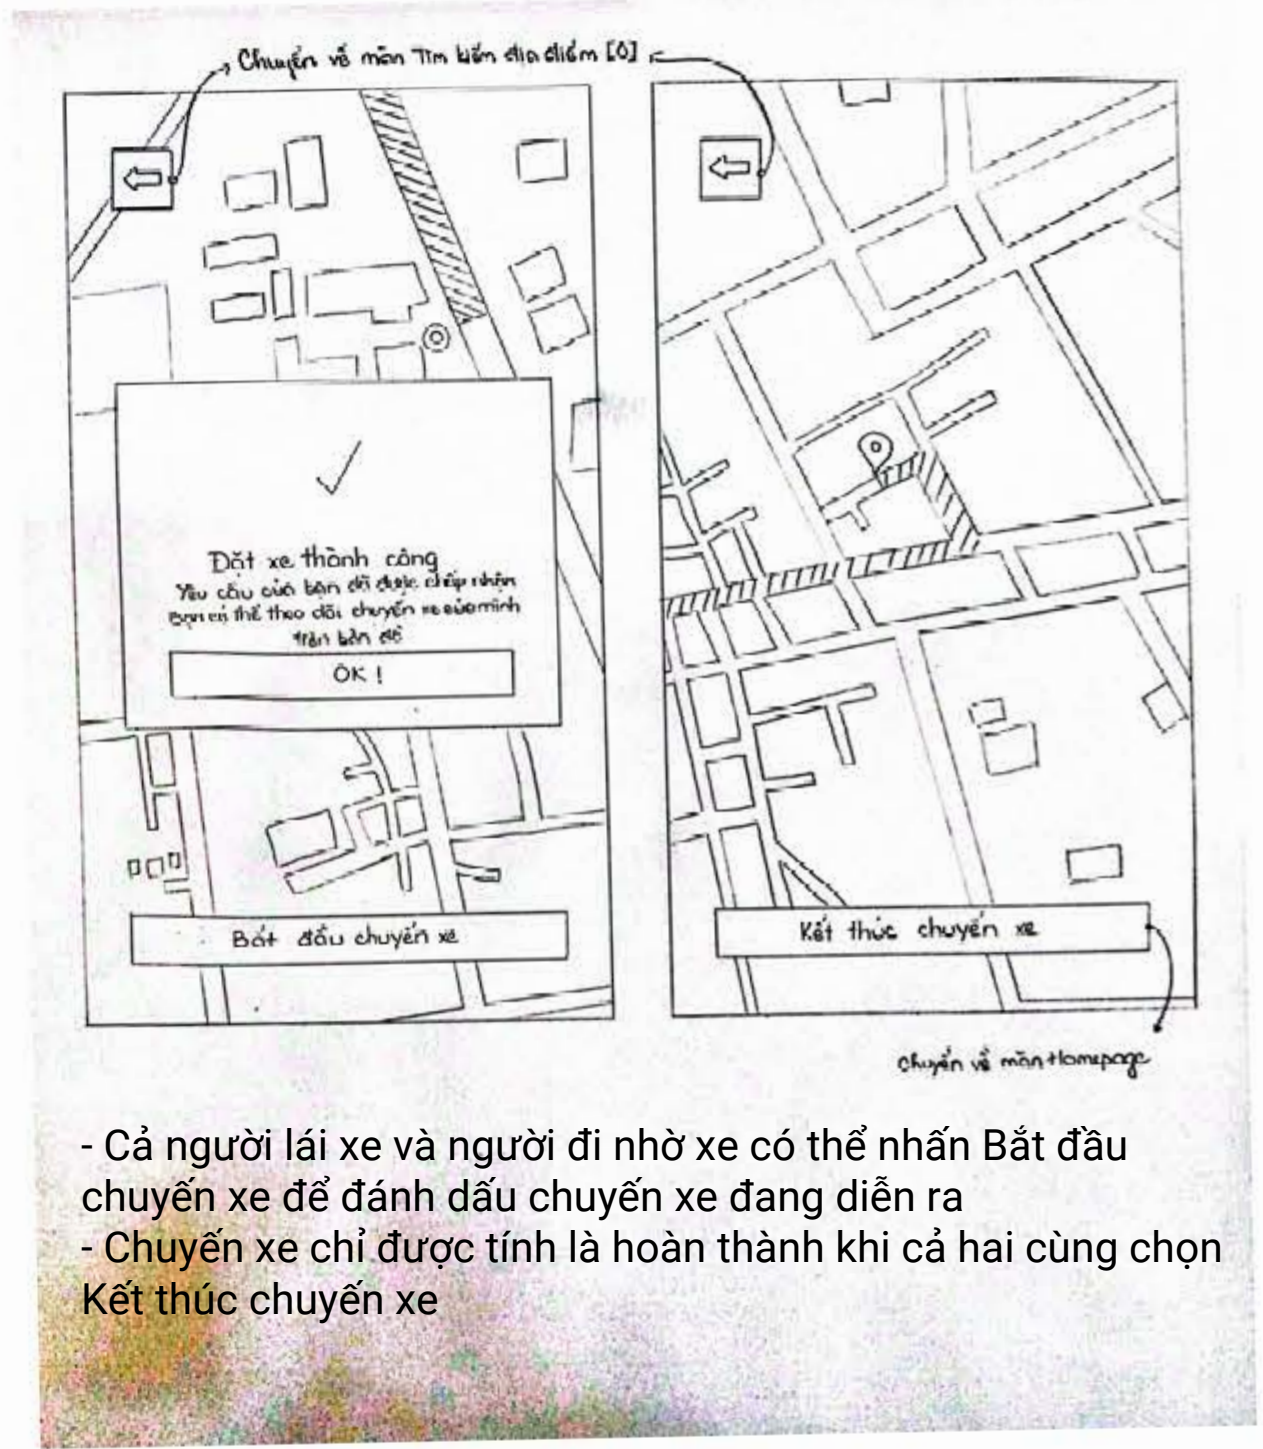 Chuyển về màn Tìm kiếm địa điểm [0]
Đặt xe thành công
Yêu cầu của bạn đã được chấp nhận
Bạn có thể theo dõi chuyến xe của mình
trên bản đồ
OK !
Bắt đầu chuyến xe
Kết thúc chuyến xe
Chuyển về màn Homepage
- Cả người lái xe và người đi nhờ xe có thể nhấn Bắt đầu
chuyến xe để đánh dấu chuyến xe đang diễn ra
- Chuyến xe chỉ được tính là hoàn thành khi cả hai cùng chọn
Kết thúc chuyến xe